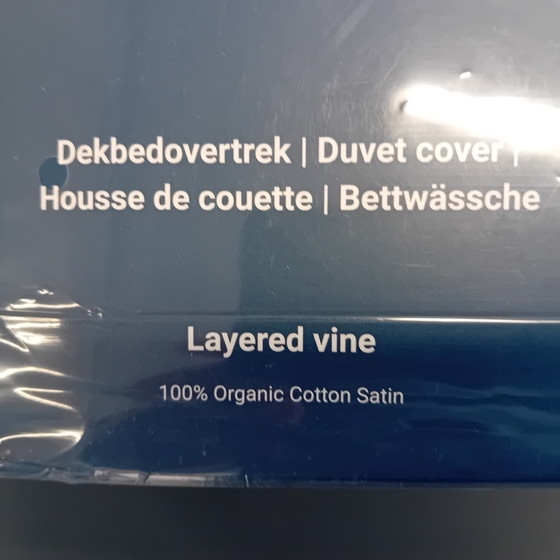 Dekbedovertrek | Duvet cover |
Housse de couette | Bettwässche
Layered vine
100% Organic Cotton Satin